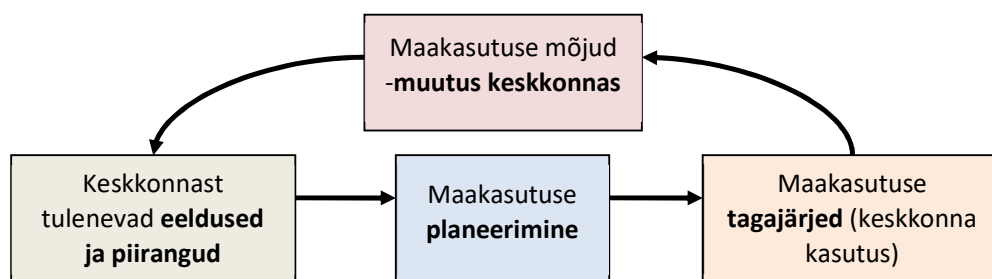 Maakasutuse mõjud
-muutus keskkonnas
Keskkonnast
tulenevad eeldused
ja piirangud
Maakasutuse
planeerimine
Maakasutuse
tagajärjed (keskkonna
kasutus)